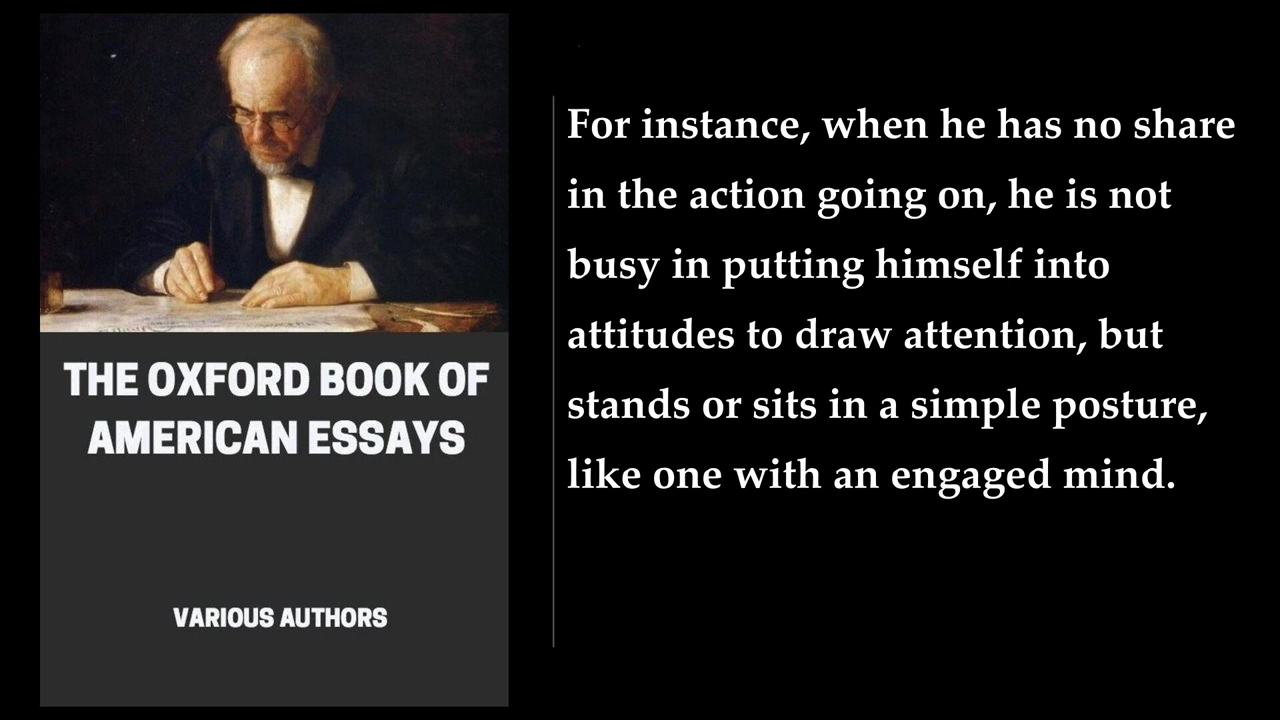 THE OXFORD BOOK OF
AMERICAN ESSAYS
VARIOUS AUTHORS
For instance, when he has no share
in the action going on, he is not
busy in putting himself into
attitudes to draw attention, but
stands or sits in a simple posture,
like one with an engaged mind.